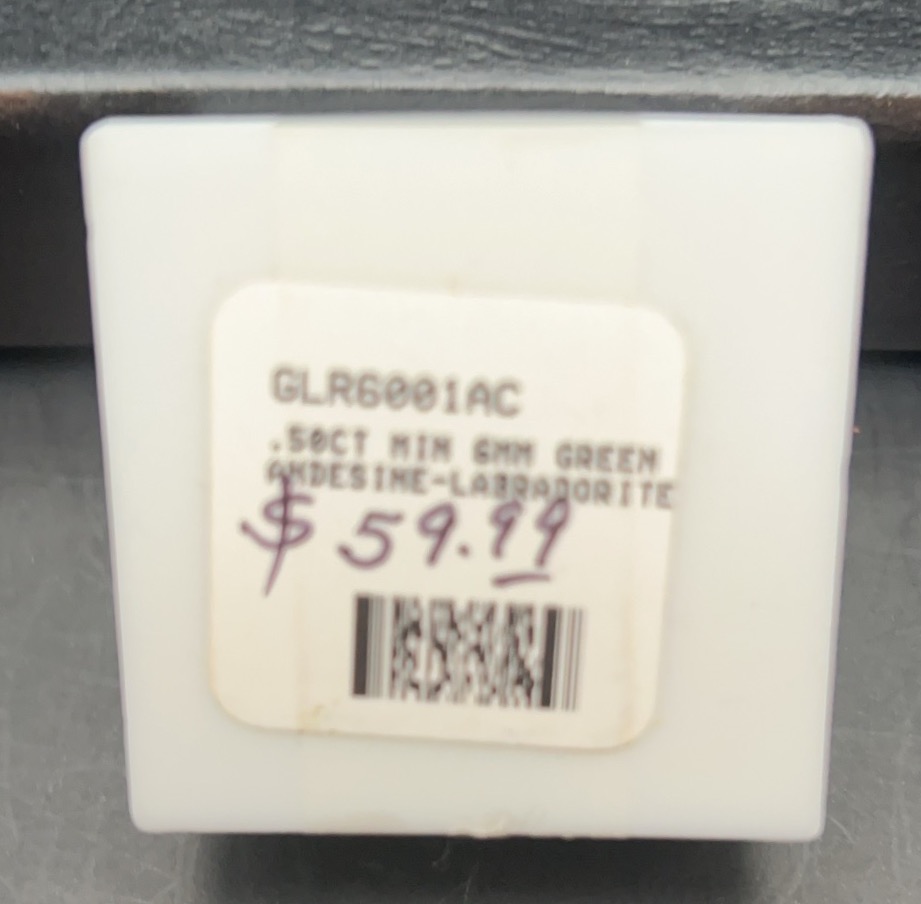 GLR6001AC
.50CT MIN 6MM GREEN
ANDESINE-LABRADORITE
$59.99